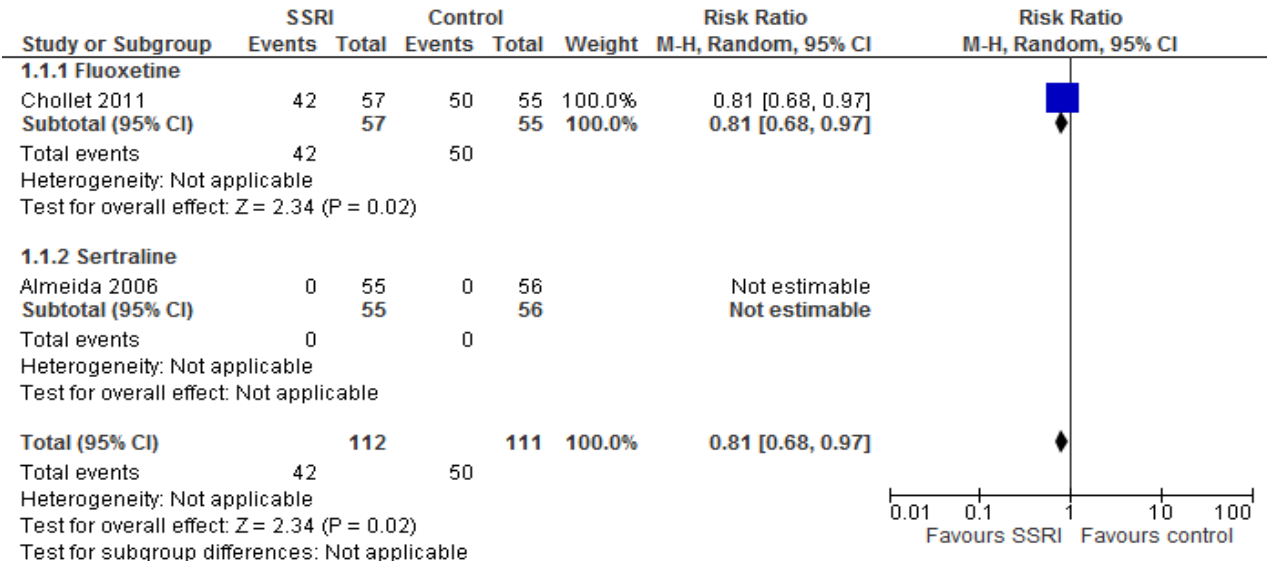 SSRI Control Risk Ratio Risk Ratio
Study or Subgroup Events Total Events Total Weight M-H, Random, 95% CI M-H, Random, 95% CI
1.1.1 Fluoxetine
Chollet 2011 42 57 50 55 100.0% 0.81 [0.68, 0.97]
Subtotal (95% CI) 57 55 100.0% 0.81 [0.68, 0.97]
Total events 42 50
Heterogeneity: Not applicable
Test for overall effect: Z = 2.34 (P = 0.02)
1.1.2 Sertraline
Almeida 2006 0 55 0 56 Not estimable
Subtotal (95% CI) 55 56 Not estimable
Total events 0 0
Heterogeneity: Not applicable
Test for overall effect: Not applicable
Total (95% CI) 112 111 100.0% 0.81 [0.68, 0.97]
Total events 42 50
Heterogeneity: Not applicable
Test for overall effect: Z = 2.34 (P = 0.02)
Test for subgroup differences: Not applicable
0.01 0.1 1 10 100
Favours SSRI Favours control